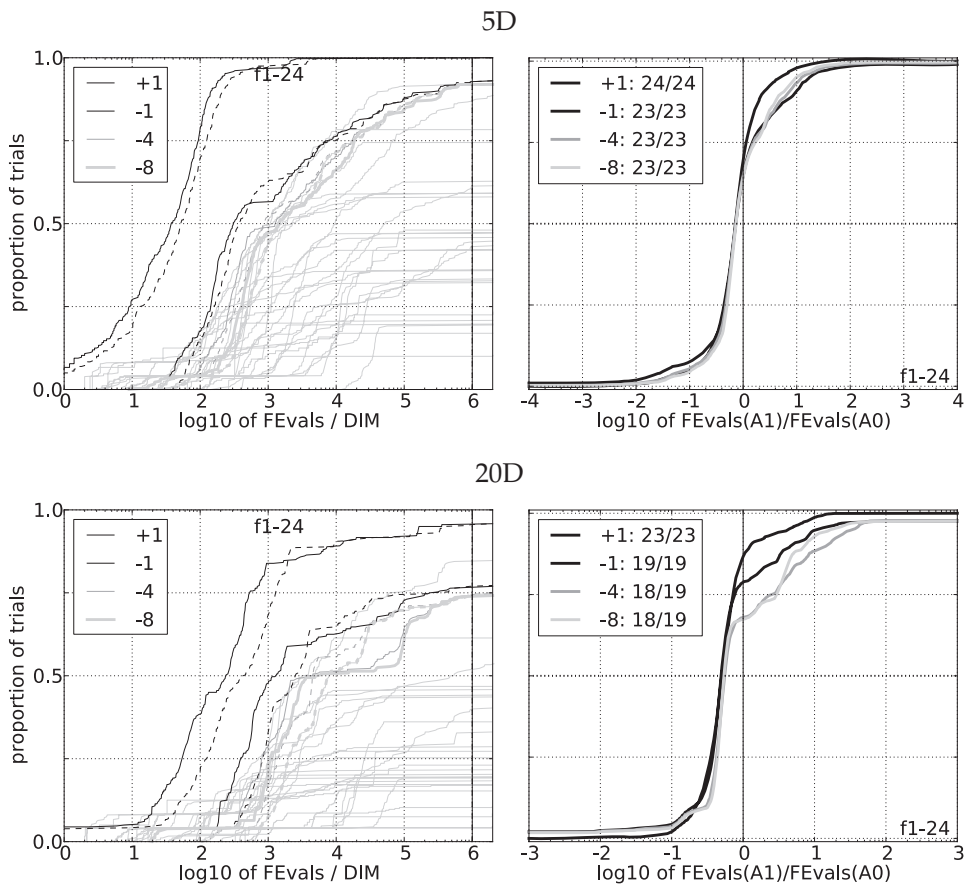 5D
proportion of trials
1.0
0.5
0.0
+1
-1
-4
-8
f1-24
0 1 2 3 4 5 6
log10 of FEvals / DIM
+1: 24/24
-1: 23/23
-4: 23/23
-8: 23/23
f1-24
-4 -3 -2 -1 0 1 2 3 4
log10 of FEvals(A1)/FEvals(A0)
20D
proportion of trials
1.0
0.5
0.0
+1
-1
-4
-8
f1-24
0 1 2 3 4 5 6
log10 of FEvals / DIM
+1: 23/23
-1: 19/19
-4: 18/19
-8: 18/19
f1-24
-3 -2 -1 0 1 2 3
log10 of FEvals(A1)/FEvals(A0)